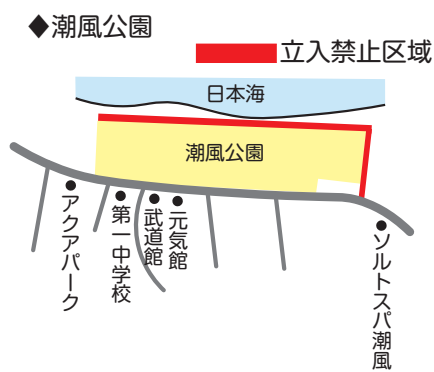 ◆潮風公園
立入禁止区域
日本海
潮風公園
アクアパーク
第一中学校
武道館
元気館
ソルトスパ潮風